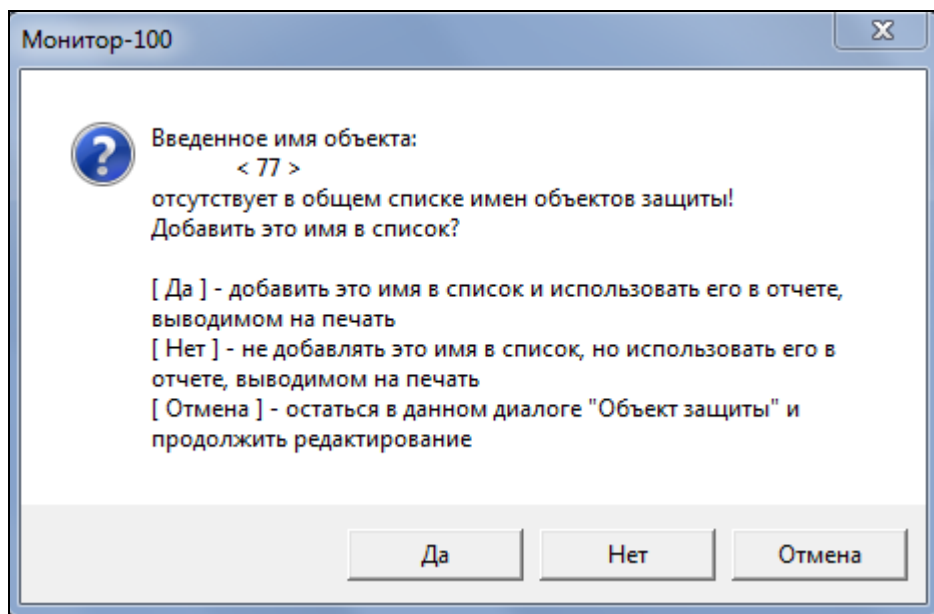 Монитор-100
Введенное имя объекта:
< 77 >
отсутствует в общем списке имен объектов защиты!
Добавить это имя в список?
[ Да ] - добавить это имя в список и использовать его в отчете,
выводимом на печать
[ Нет ] - не добавлять это имя в список, но использовать его в
отчете, выводимом на печать
[ Отмена ] - остаться в данном диалоге "Объект защиты" и
продолжить редактирование
Да Нет Отмена